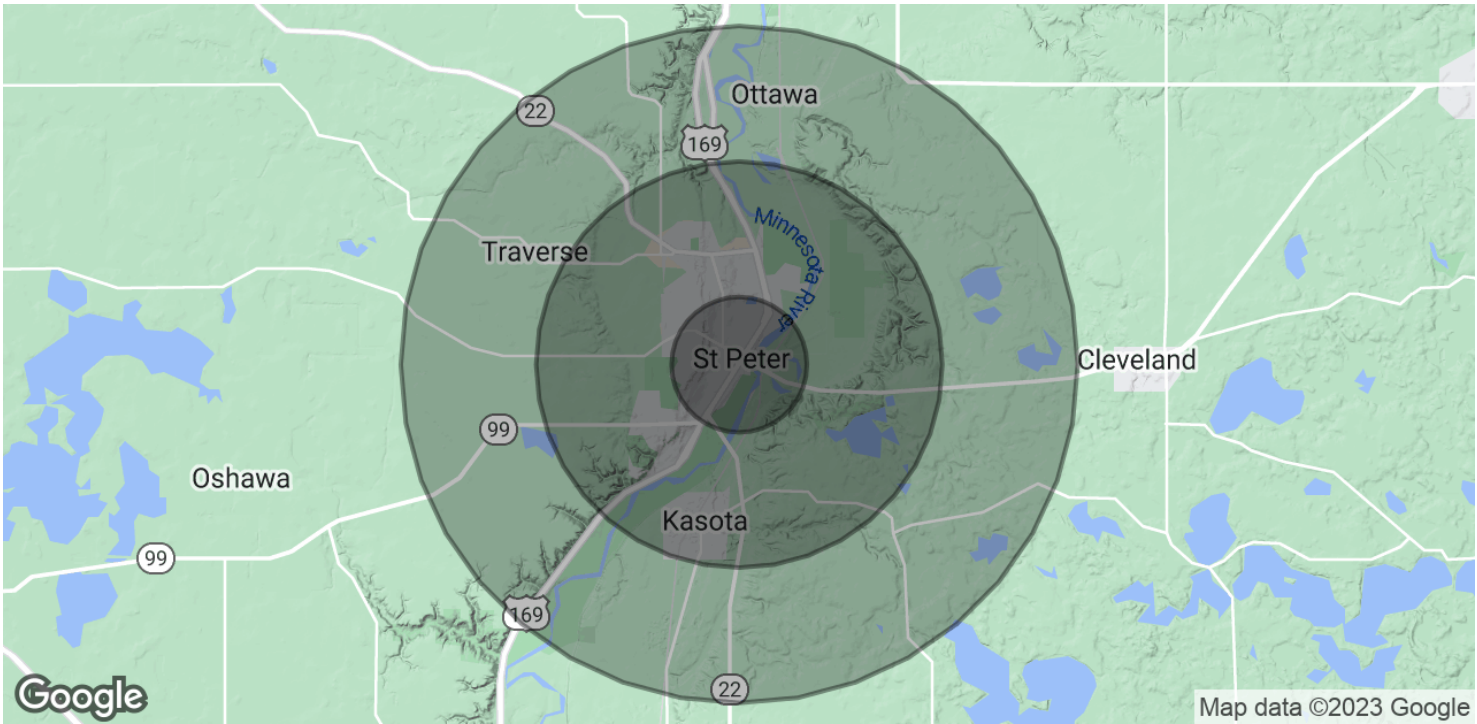 Ottawa
22
169
Minnesota River
Traverse
St Peter
Cleveland
99
Oshawa
Kasota
99
169
22
Google
Map data ©2023 Google